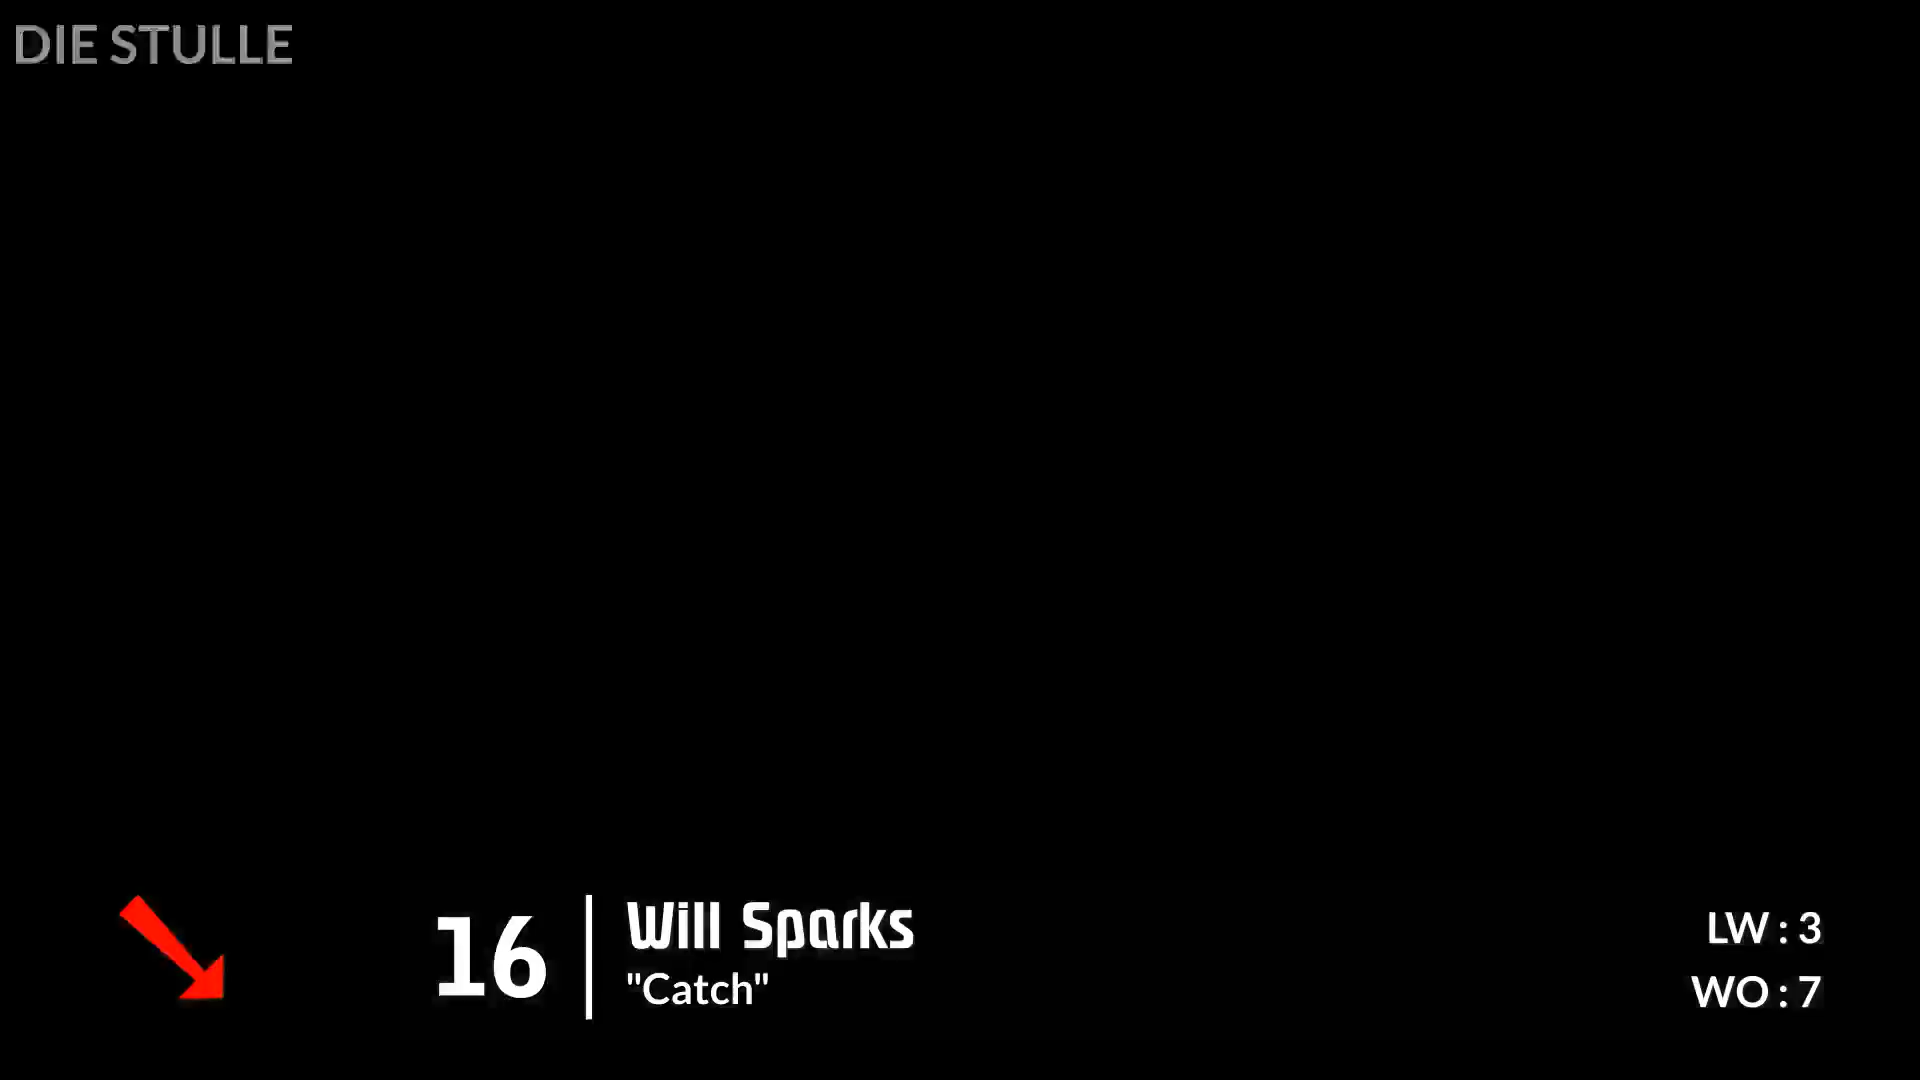 DIE STULLE
16
Will Sparks
"Catch"
LW : 3
WO : 7